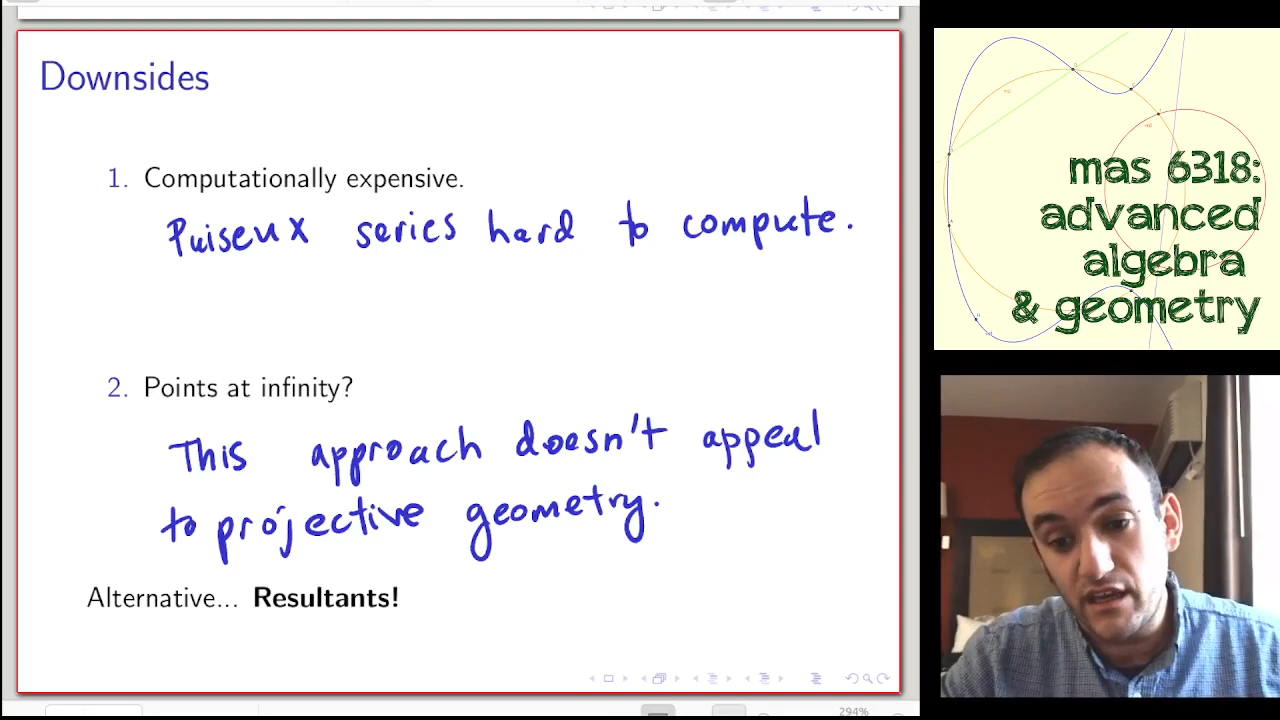 Downsides
1. Computationally expensive.
Puiseux series hard to compute.
2. Points at infinity?
This approach doesn't appeal
to projective geometry.
Alternative... Resultants!
294%
mas 6318:
advanced
algebra
& geometry